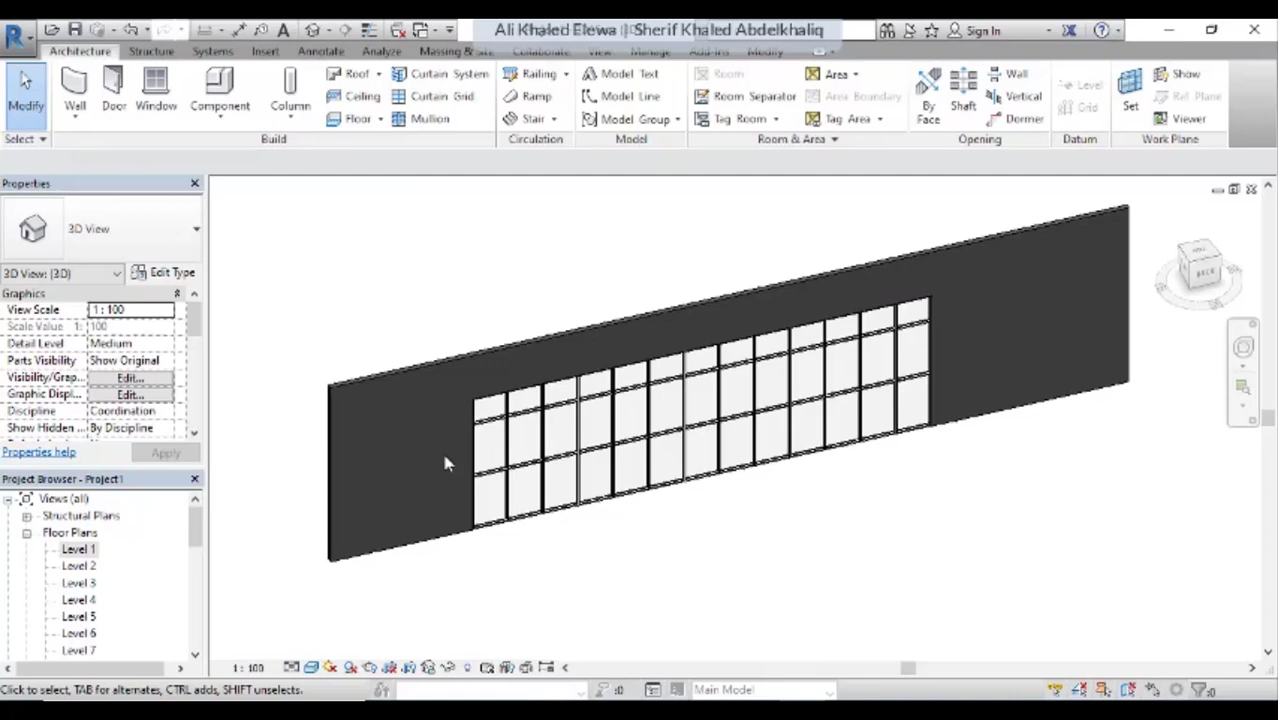 Ali Khaled Elewa | Sherif Khaled Abdelkhaliq
Sign In
Architecture Structure Systems Insert Annotate Analyze Massing & Site Collaborate View Manage Add-Ins Modify
Modify
Wall
Door
Window
Component
Column
Roof
Ceiling
Floor
Curtain System
Curtain Grid
Mullion
Railing
Ramp
Stair
Model Text
Model Line
Model Group
Room
Room Separator
Tag Room
Area
Area Boundary
Tag Area
By Face
Shaft
Wall
Vertical
Dormer
Level
Grid
Set
Show
Ref Plane
Viewer
Select Build Circulation Model Room & Area Opening Datum Work Plane
Properties
3D View
3D View: {3D} Edit Type
Graphics
View Scale 1 : 100
Scale Value 1: 100
Detail Level Medium
Parts Visibility Show Original
Visibility/Grap... Edit...
Graphic Displ... Edit...
Discipline Coordination
Show Hidden ... By Discipline
Properties help Apply
Project Browser - Project1
Views (all)
Structural Plans
Floor Plans
Level 1
Level 2
Level 3
Level 4
Level 5
Level 6
Level 7
BACK
1 : 100
Click to select, TAB for alternates, CTRL adds, SHIFT unselects.
:0
Main Model
:0